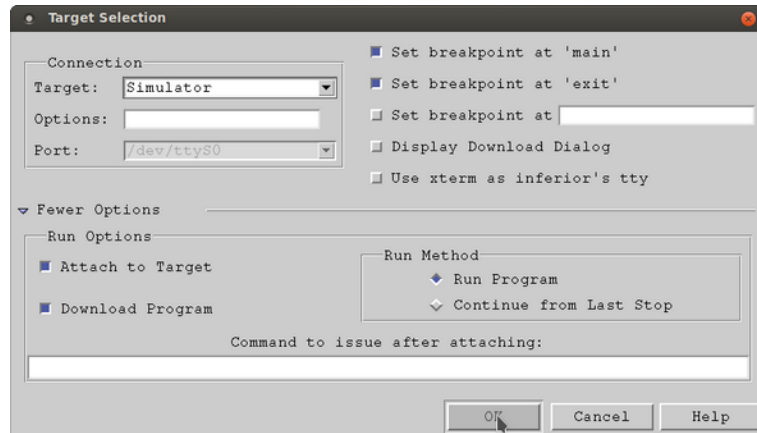 Target Selection
Connection
Target: Simulator
Options:
Port: /dev/ttyS0
Set breakpoint at 'main'
Set breakpoint at 'exit'
Set breakpoint at
Display Download Dialog
Use xterm as inferior's tty
Fewer Options
Run Options
Attach to Target
Download Program
Run Method
Run Program
Continue from Last Stop
Command to issue after attaching:
OK Cancel Help